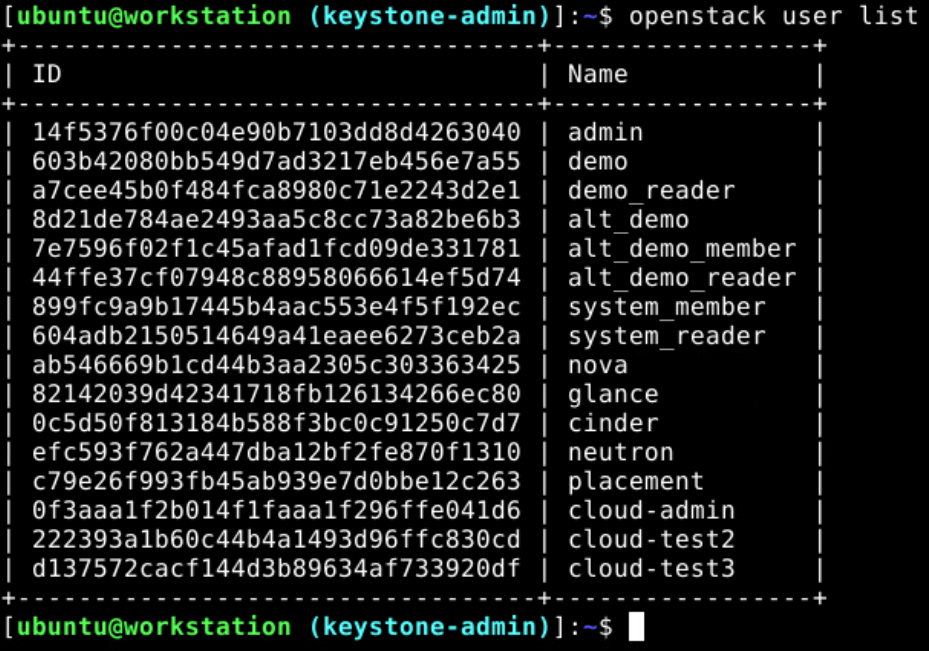 [ubuntu@workstation (keystone-admin)]:~$ openstack user list
+----------------------------------+-----------------+
| ID                               | Name            |
+----------------------------------+-----------------+
| 14f5376f00c04e90b7103dd8d4263040 | admin           |
| 603b42080bb549d7ad3217eb456e7a55 | demo            |
| a7cee45b0f484fca8980c71e2243d2e1 | demo_reader     |
| 8d21de784ae2493aa5c8cc73a82be6b3 | alt_demo        |
| 7e7596f02f1c45afad1fcd09de331781 | alt_demo_member |
| 44ffe37cf07948c88958066614ef5d74 | alt_demo_reader |
| 899fc9a9b17445b4aac553e4f5f192ec | system_member   |
| 604adb2150514649a41eaee6273ceb2a | system_reader   |
| ab546669b1cd44b3aa2305c303363425 | nova            |
| 82142039d42341718fb126134266ec80 | glance          |
| 0c5d50f813184b588f3bc0c91250c7d7 | cinder          |
| efc593f762a447dba12bf2fe870f1310 | neutron         |
| c79e26f993fb45ab939e7d0bbe12c263 | placement       |
| 0f3aaa1f2b014f1faaa1f296ffe041d6 | cloud-admin     |
| 222393a1b60c44b4a1493d96ffc830cd | cloud-test2     |
| d137572cacf144d3b89634af733920df | cloud-test3     |
+----------------------------------+-----------------+
[ubuntu@workstation (keystone-admin)]:~$